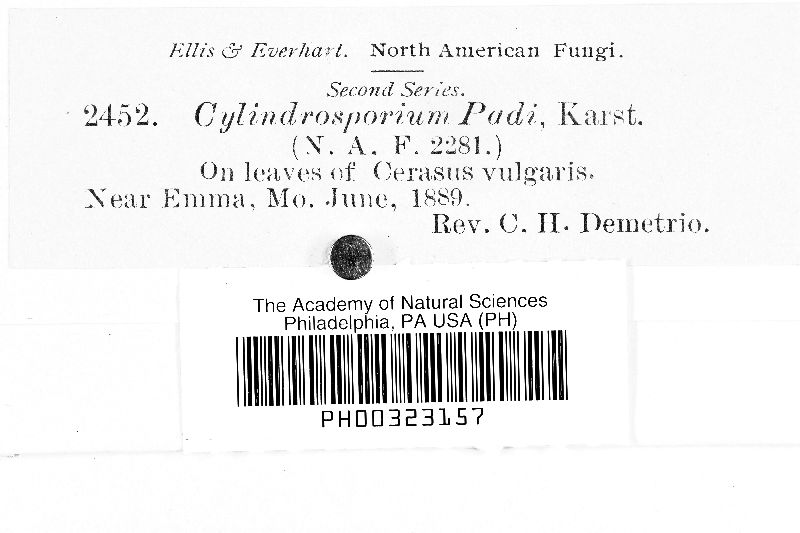 Ellis & Everhart. North American Fungi.
Second Series.
2452. Cylindrosporium Padi, Karst.
(N. A. F. 2281.)
On leaves of Cerasus vulgaris.
Near Emma, Mo. June, 1889.
Rev. C. H. Demetrio.
The Academy of Natural Sciences
Philadelphia, PA USA (PH)
PH00323157